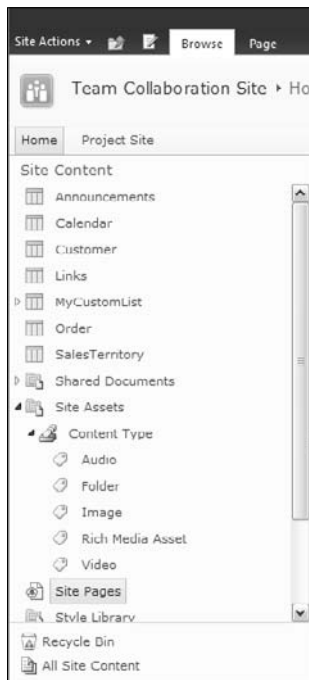 Site Actions Browse Page
Team Collaboration Site Ho
Home Project Site
Site Content
Announcements
Calendar
Customer
Links
MyCustomList
Order
SalesTerritory
Shared Documents
Site Assets
Content Type
Audio
Folder
Image
Rich Media Asset
Video
Site Pages
Style Library
Recycle Bin
All Site Content